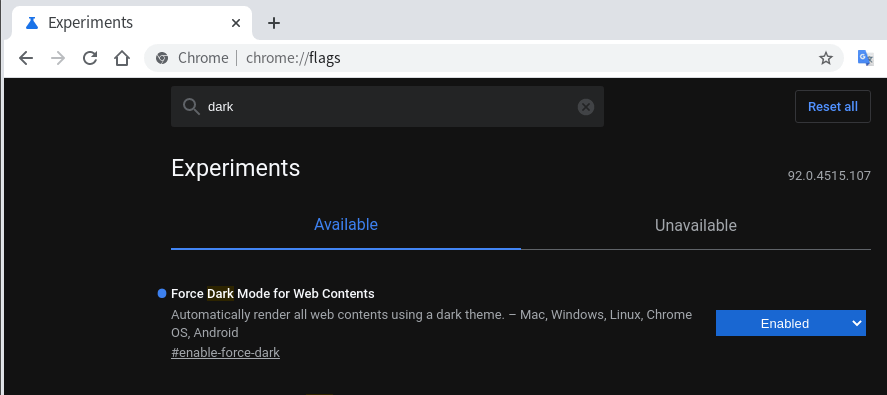 Experiments
Chrome | chrome://flags
dark
Reset all
Experiments
92.0.4515.107
Available
Unavailable
Force Dark Mode for Web Contents
Automatically render all web contents using a dark theme. – Mac, Windows, Linux, Chrome
OS, Android
Enabled
#enable-force-dark